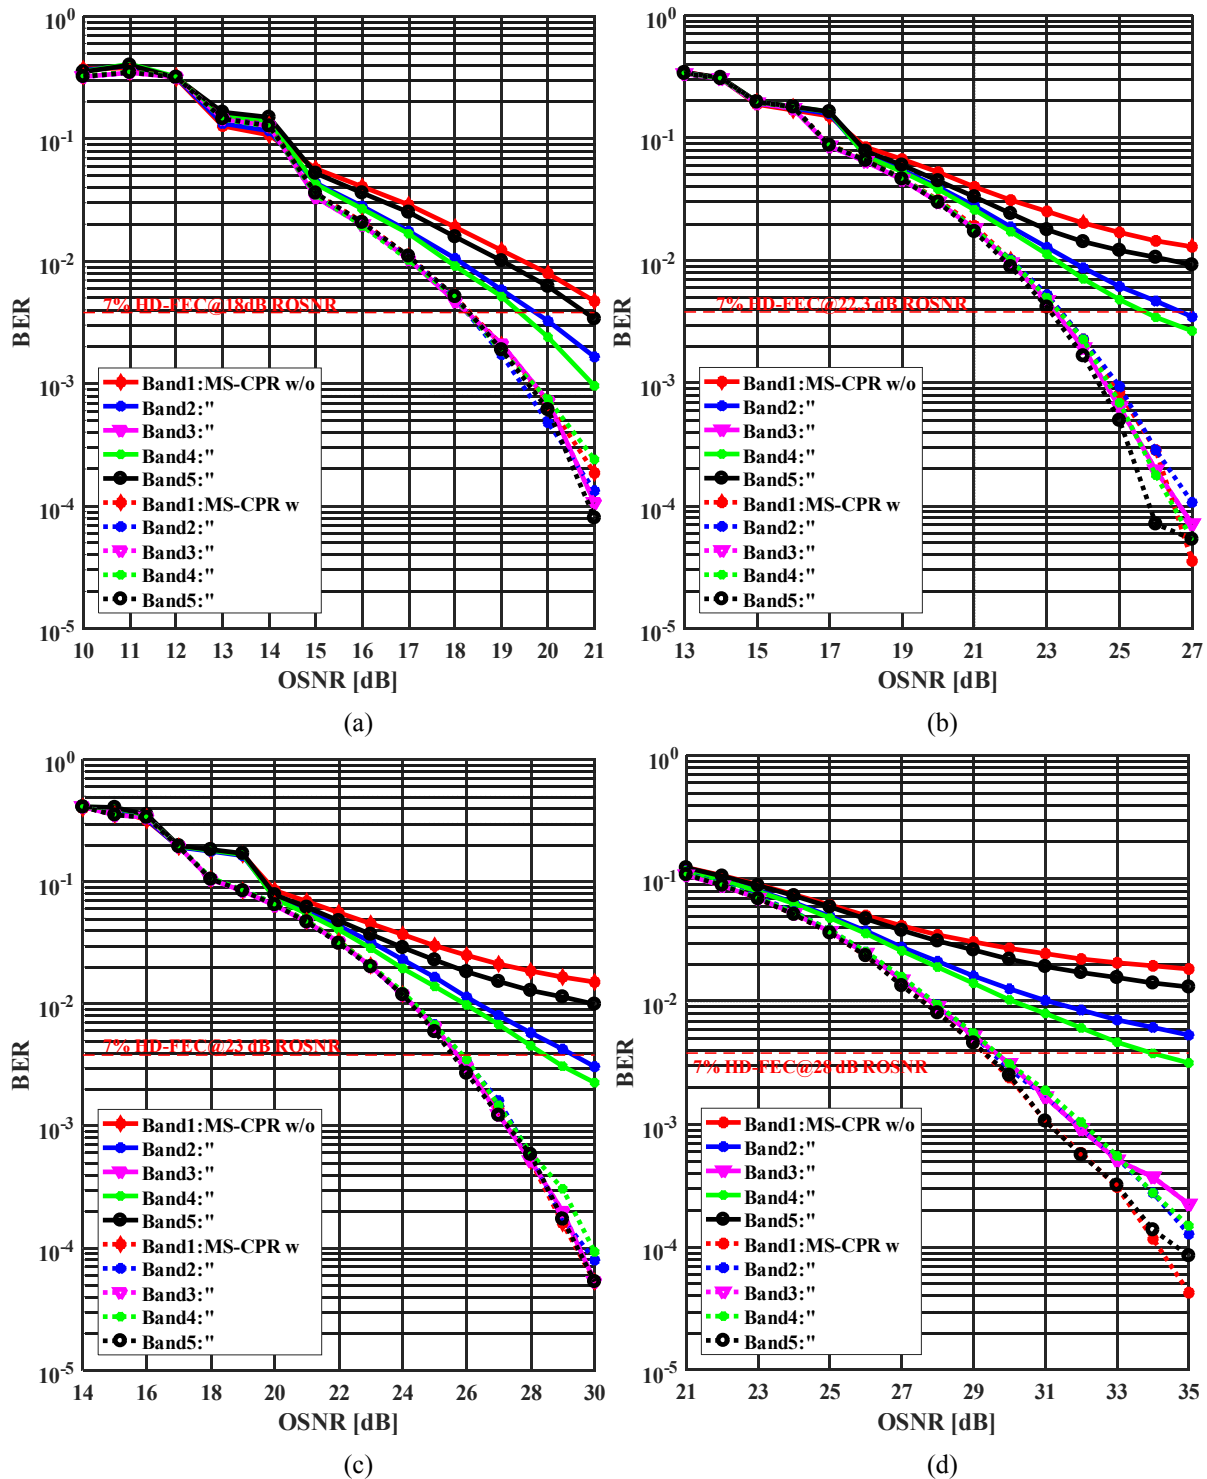 10^0
10^-1
10^-2
10^-3
10^-4
10^-5
BER
7% HD-FEC@18dB ROSNR
Band1:MS-CPR w/o
Band2:"
Band3:"
Band4:"
Band5:"
Band1:MS-CPR w
Band2:"
Band3:"
Band4:"
Band5:"
10 11 12 13 14 15 16 17 18 19 20 21
OSNR [dB]
(a)
10^0
10^-1
10^-2
10^-3
10^-4
10^-5
BER
7% HD-FEC@22.3 dB ROSNR
Band1:MS-CPR w/o
Band2:"
Band3:"
Band4:"
Band5:"
Band1:MS-CPR w
Band2:"
Band3:"
Band4:"
Band5:"
13 15 17 19 21 23 25 27
OSNR [dB]
(b)
10^0
10^-1
10^-2
10^-3
10^-4
10^-5
BER
7% HD-FEC@23 dB ROSNR
Band1:MS-CPR w/o
Band2:"
Band3:"
Band4:"
Band5:"
Band1:MS-CPR w
Band2:"
Band3:"
Band4:"
Band5:"
14 16 18 20 22 24 26 28 30
OSNR [dB]
(c)
10^0
10^-1
10^-2
10^-3
10^-4
10^-5
BER
7% HD-FEC@28 dB ROSNR
Band1:MS-CPR w/o
Band2:"
Band3:"
Band4:"
Band5:"
Band1:MS-CPR w
Band2:"
Band3:"
Band4:"
Band5:"
21 23 25 27 29 31 33 35
OSNR [dB]
(d)